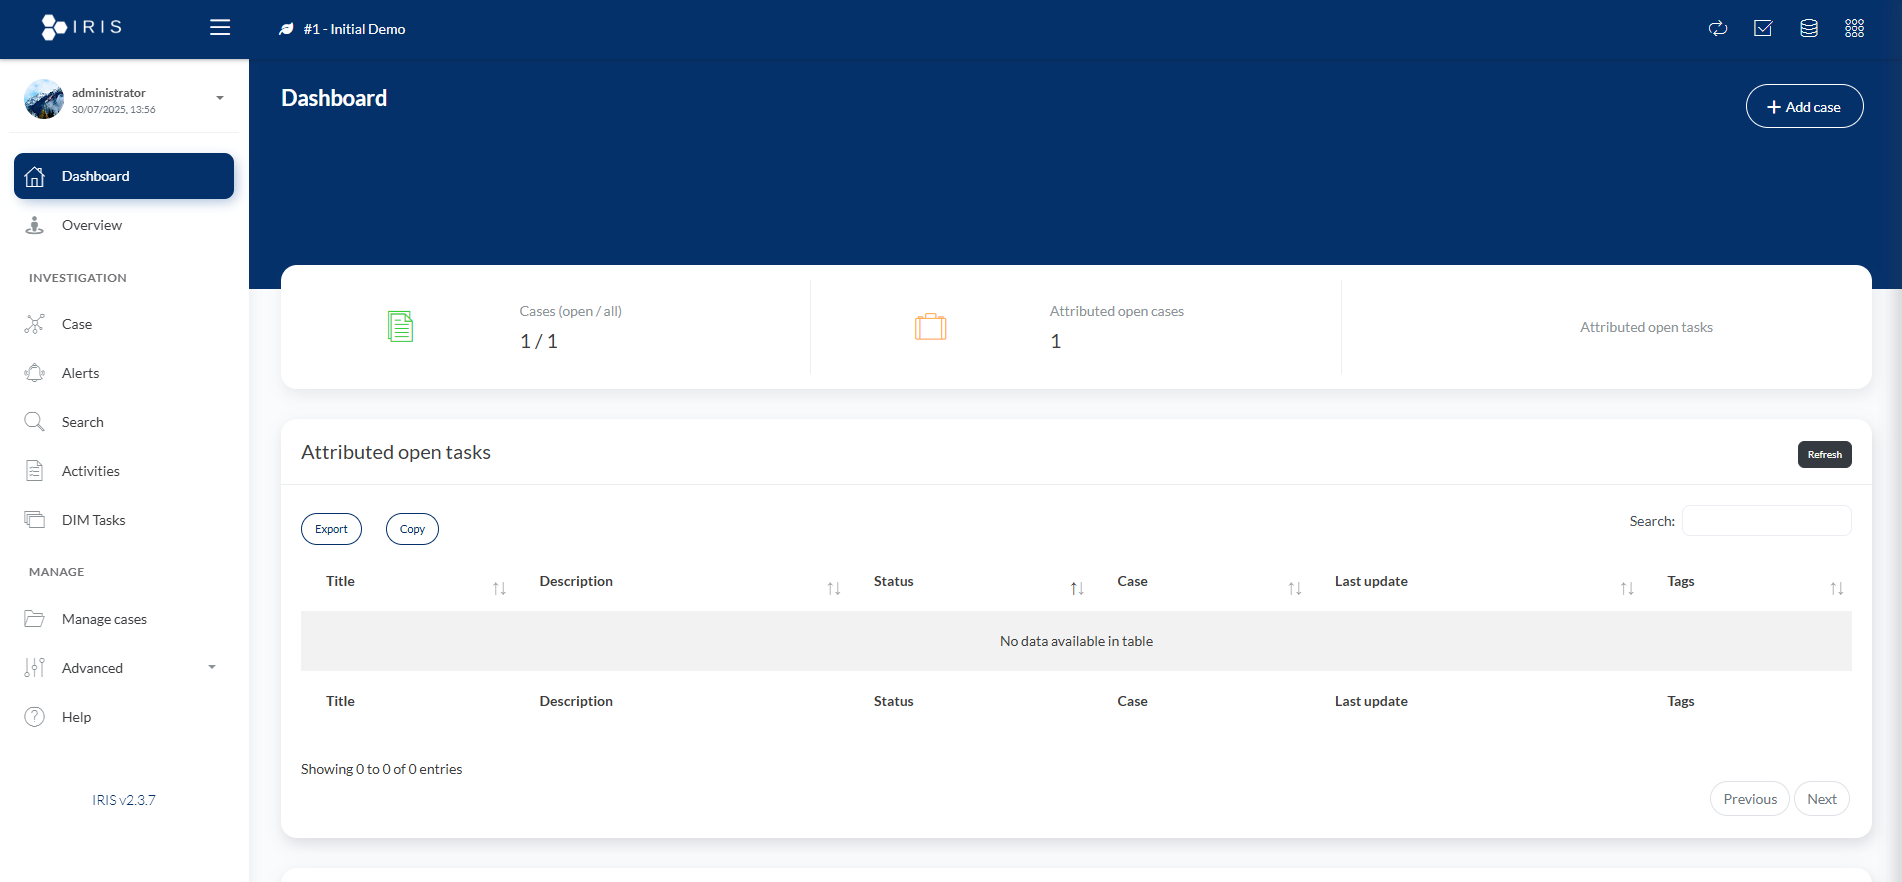 IRIS
#1 - Initial Demo
administrator
30/07/2025, 13:56
Dashboard
Overview
INVESTIGATION
Case
Alerts
Search
Activities
DIM Tasks
MANAGE
Manage cases
Advanced
Help
IRIS v2.3.7
Dashboard
Add case
Cases (open / all)
1 / 1
Attributed open cases
1
Attributed open tasks
Attributed open tasks
Refresh
Export Copy
Search:
Title Description Status Case Last update Tags
No data available in table
Title Description Status Case Last update Tags
Showing 0 to 0 of 0 entries
Previous Next